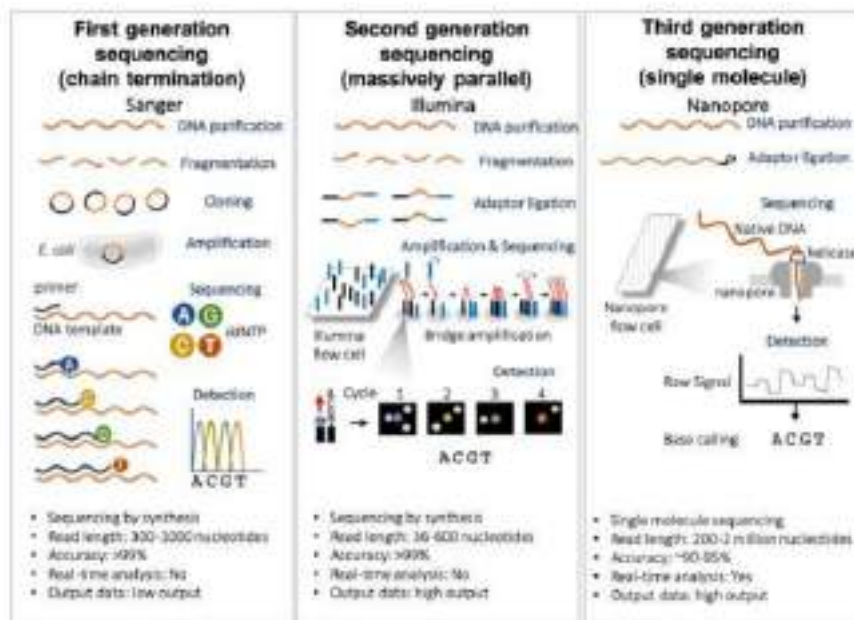 First generation
sequencing
(chain termination)
Sanger
DNA purification
Fragmentation
Cloning
E. coli
Amplification
primer
Sequencing
A G
C T
ddNTP
DNA template
A
G
T
Detection
A C G T
• Sequencing by synthesis
• Read length: 300-1000 nucleotides
• Accuracy: >99%
• Real-time analysis: No
• Output data: low output
Second generation
sequencing
(massively parallel)
Illumina
DNA purification
Fragmentation
Adaptor ligation
Amplification & Sequencing
Illumina
flow cell
Bridge amplification
Detection
Cycle 1 2 3 4
A C G T
• Sequencing by synthesis
• Read length: 36-600 nucleotides
• Accuracy: >99%
• Real-time analysis: No
• Output data: high output
Third generation
sequencing
(single molecule)
Nanopore
DNA purification
Adaptor ligation
Sequencing
Native DNA
helicase
nanopore
Nanopore
flow cell
Detection
Raw Signal
Base calling
A C G T
• Single molecule sequencing
• Read length: 200-2 million nucleotides
• Accuracy: ~90-95%
• Real-time analysis: Yes
• Output data: high output